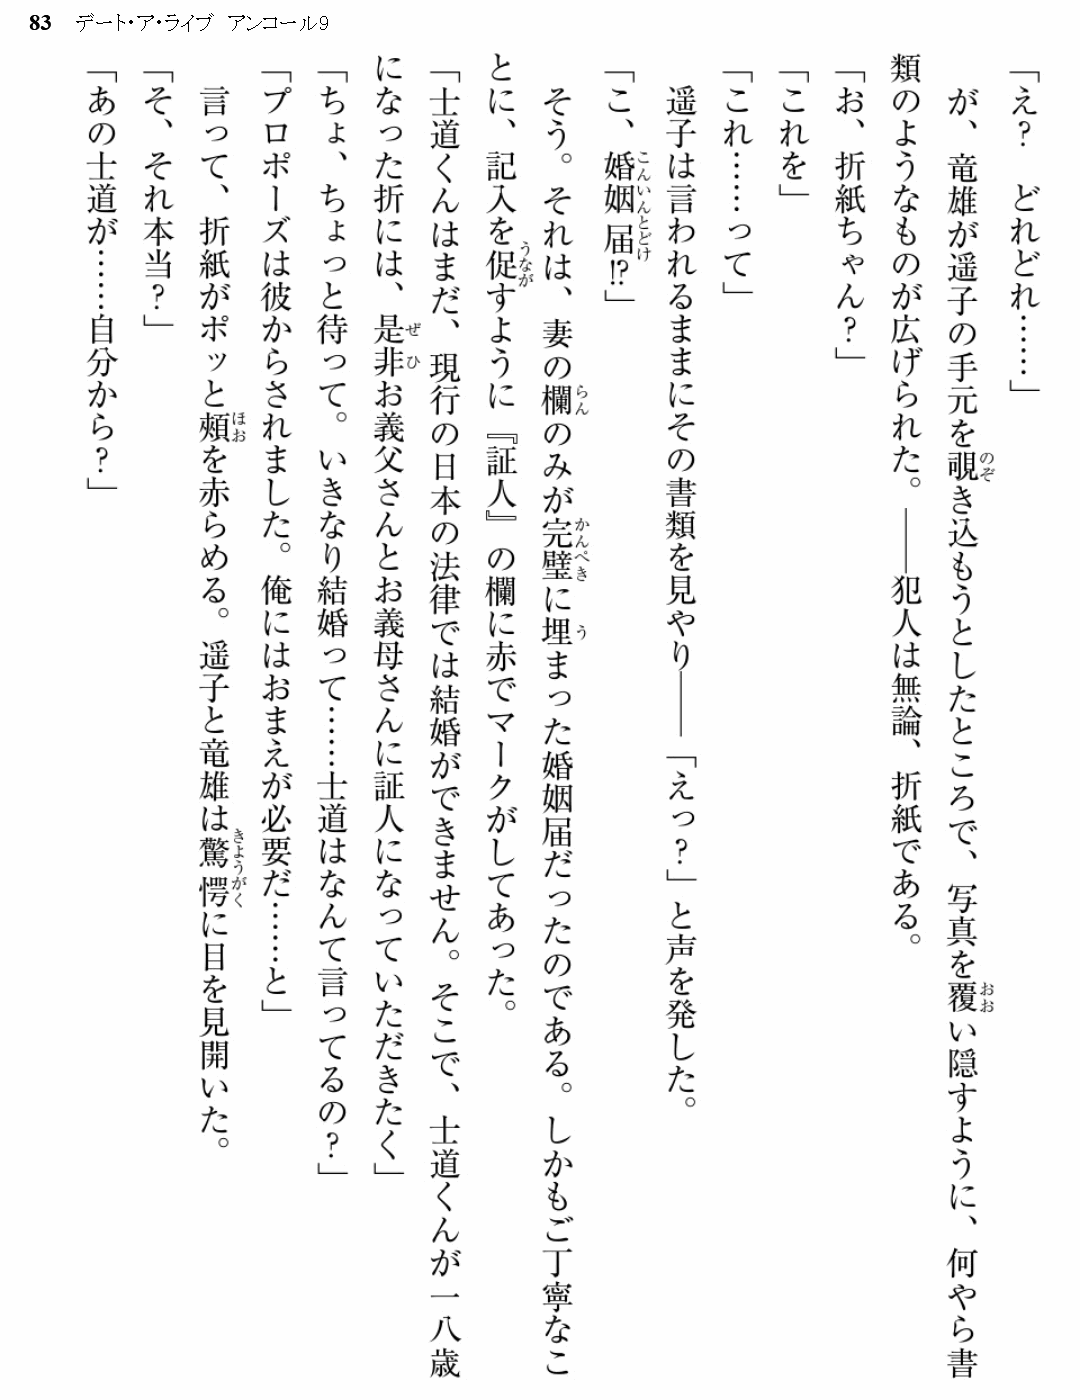 83 デート・ア・ライブ アンコール9
「え？　どれどれ……」
　が、竜雄が遥子の手元を覗き込もうとしたところで、写真を覆い隠すように、何やら書
類のようなものが広げられた。――犯人は無論、折紙である。
「お、折紙ちゃん？」
「これを」
「これ……って」
　遥子は言われるままにその書類を見やり――「えっ？」と声を発した。
「こ、婚姻届!?」
　そう。それは、妻の欄のみが完璧に埋まった婚姻届だったのである。しかもご丁寧なこ
とに、記入を促すように『証人』の欄に赤でマークがしてあった。
「士道くんはまだ、現行の日本の法律では結婚ができません。そこで、士道くんが一八歳
になった折には、是非お義父さんとお義母さんに証人になっていただきたく」
「ちょ、ちょっと待って。いきなり結婚って……士道はなんて言ってるの？」
「プロポーズは彼からされました。俺にはおまえが必要だ……と」
　言って、折紙がポッと頰を赤らめる。遥子と竜雄は驚愕に目を見開いた。
「そ、それ本当？」
「あの士道が……自分から？」